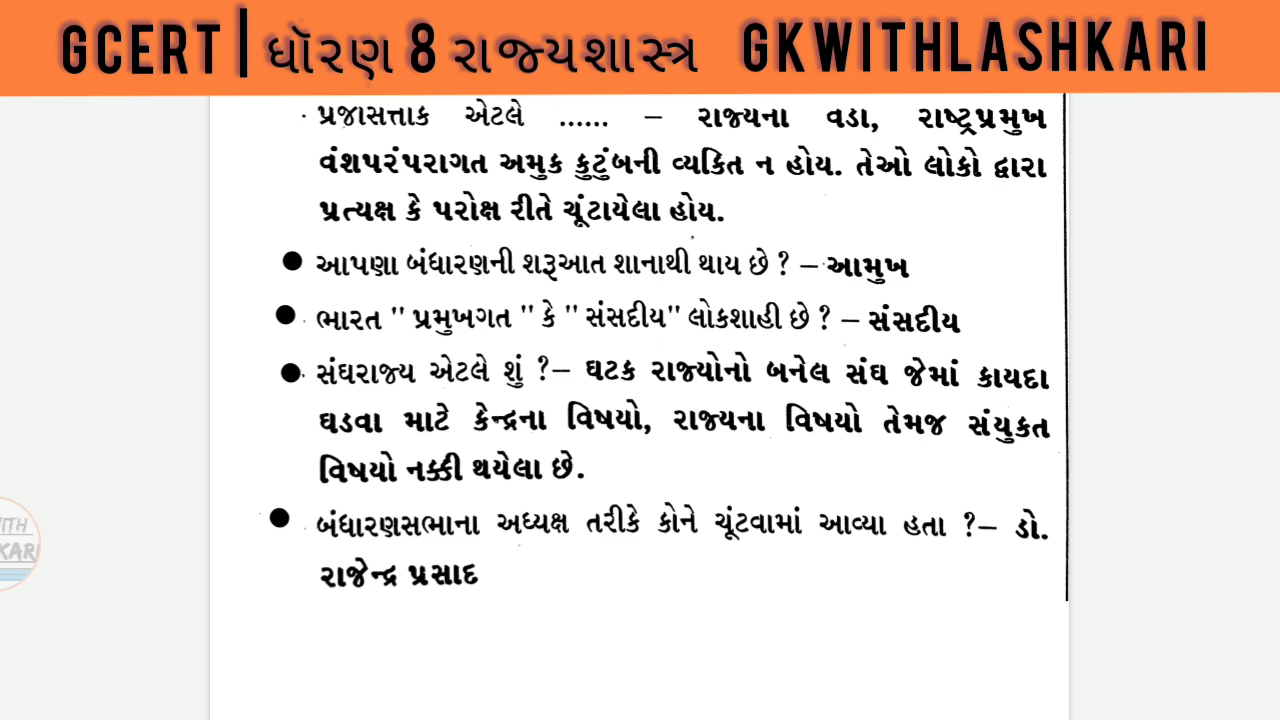 GCERT | ધૉરણ 8 રાજ્યશાસ્ત્ર GKWITHLASHKARI
પ્રજાસત્તાક એટલે ...... – રાજ્યના વડા, રાષ્ટ્રપ્રમુખ
વંશપરંપરાગત અમુક કુટુંબની વ્યકિત ન હોય. તેઓ લોકો દ્વારા
પ્રત્યક્ષ કે પરોક્ષ રીતે ચૂંટાયેલા હોય.
● આપણા બંધારણની શરૂઆત શાનાથી થાય છે ? – આમુખ
● ભારત " પ્રમુખગત " કે " સંસદીય" લોકશાહી છે ? – સંસદીય
● સંઘરાજ્ય એટલે શું ?– ઘટક રાજ્યોનો બનેલ સંઘ જેમાં કાયદા
ઘડવા માટે કેન્દ્રના વિષયો, રાજ્યના વિષયો તેમજ સંયુકત
વિષયો નક્કી થયેલા છે.
● બંધારણસભાના અધ્યક્ષ તરીકે કોને ચૂંટવામાં આવ્યા હતા ?– ડો.
રાજેન્દ્ર પ્રસાદ